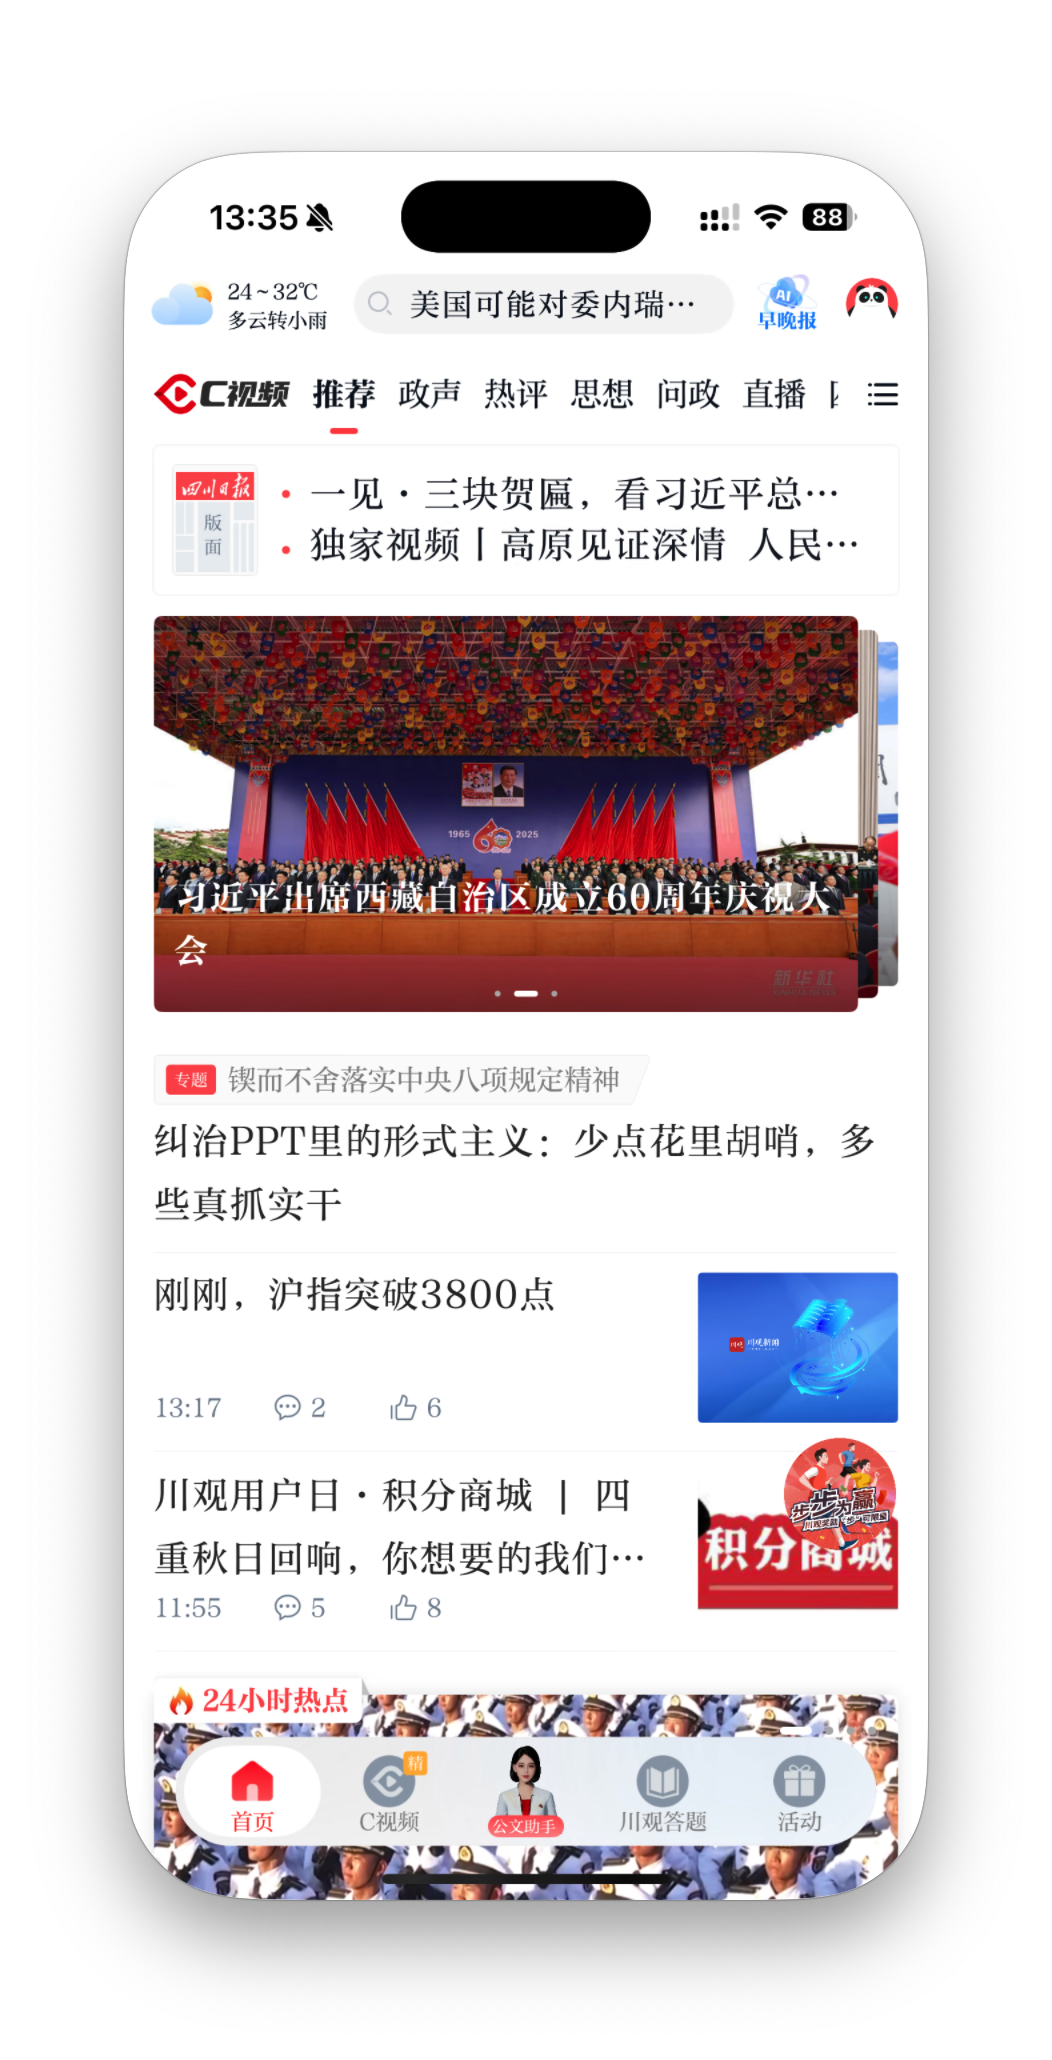 13:35
88
24～32℃
多云转小雨
美国可能对委内瑞…
AI
早晚报
C视频
推荐 政声 热评 思想 问政 直播
四川日报
版面
一见·三块贺匾，看习近平总…
独家视频丨高原见证深情 人民…
1965 60 2025
习近平出席西藏自治区成立60周年庆祝大
会
新华社
XINHUA NEWS
专题 锲而不舍落实中央八项规定精神
纠治PPT里的形式主义：少点花里胡哨，多
些真抓实干
刚刚，沪指突破3800点
川观新闻
13:17 2 6
川观用户日·积分商城 | 四
重秋日回响，你想要的我们…
11:55 5 8
步步为赢
积分商城
24小时热点
首页
精
C视频
公文助手
川观答题
活动